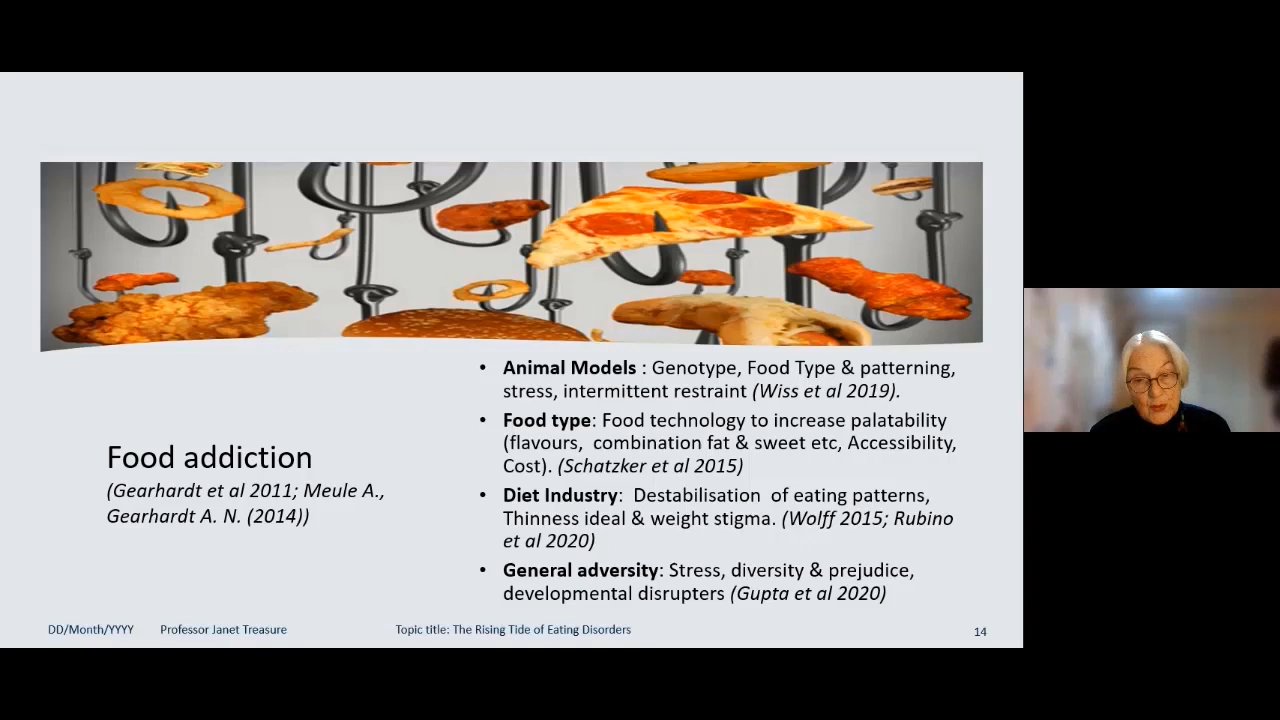 Food addiction
(Gearhardt et al 2011; Meule A.,
Gearhardt A. N. (2014))
• Animal Models : Genotype, Food Type & patterning,
stress, intermittent restraint (Wiss et al 2019).
• Food type: Food technology to increase palatability
(flavours,  combination fat & sweet etc, Accessibility,
Cost). (Schatzker et al 2015)
• Diet Industry:  Destabilisation  of eating patterns,
Thinness ideal & weight stigma. (Wolff 2015; Rubino
et al 2020)
• General adversity: Stress, diversity & prejudice,
developmental disrupters (Gupta et al 2020)
DD/Month/YYYY Professor Janet Treasure Topic title: The Rising Tide of Eating Disorders 14